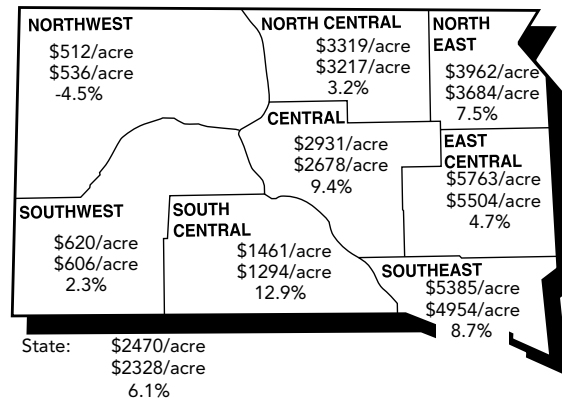 NORTHWEST
$512/acre
$536/acre
-4.5%
NORTH CENTRAL
$3319/acre
$3217/acre
3.2%
NORTH
EAST
$3962/acre
$3684/acre
7.5%
CENTRAL
$2931/acre
$2678/acre
9.4%
EAST
CENTRAL
$5763/acre
$5504/acre
4.7%
SOUTHWEST
$620/acre
$606/acre
2.3%
SOUTH
CENTRAL
$1461/acre
$1294/acre
12.9%
SOUTHEAST
$5385/acre
$4954/acre
8.7%
State: $2470/acre
$2328/acre
6.1%